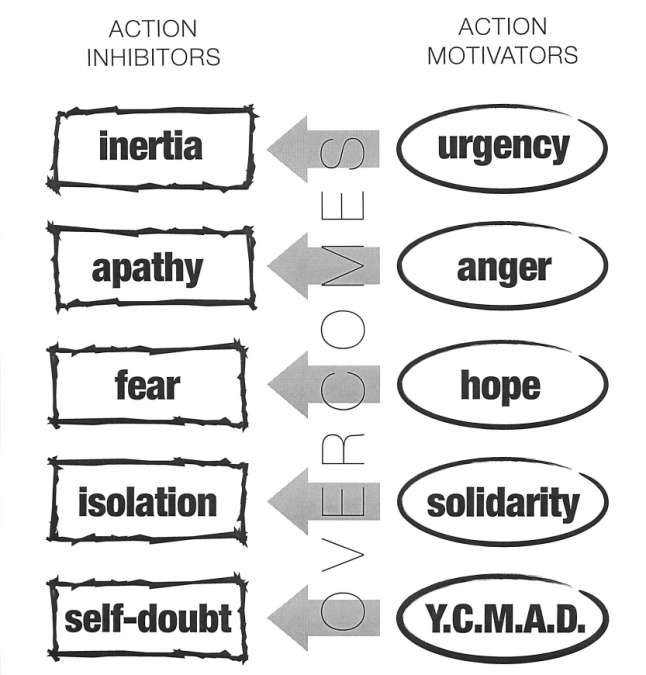 ACTION
INHIBITORS
ACTION
MOTIVATORS
inertia
urgency
apathy
anger
fear
hope
isolation
solidarity
self-doubt
Y.C.M.A.D.
OVERCOMES